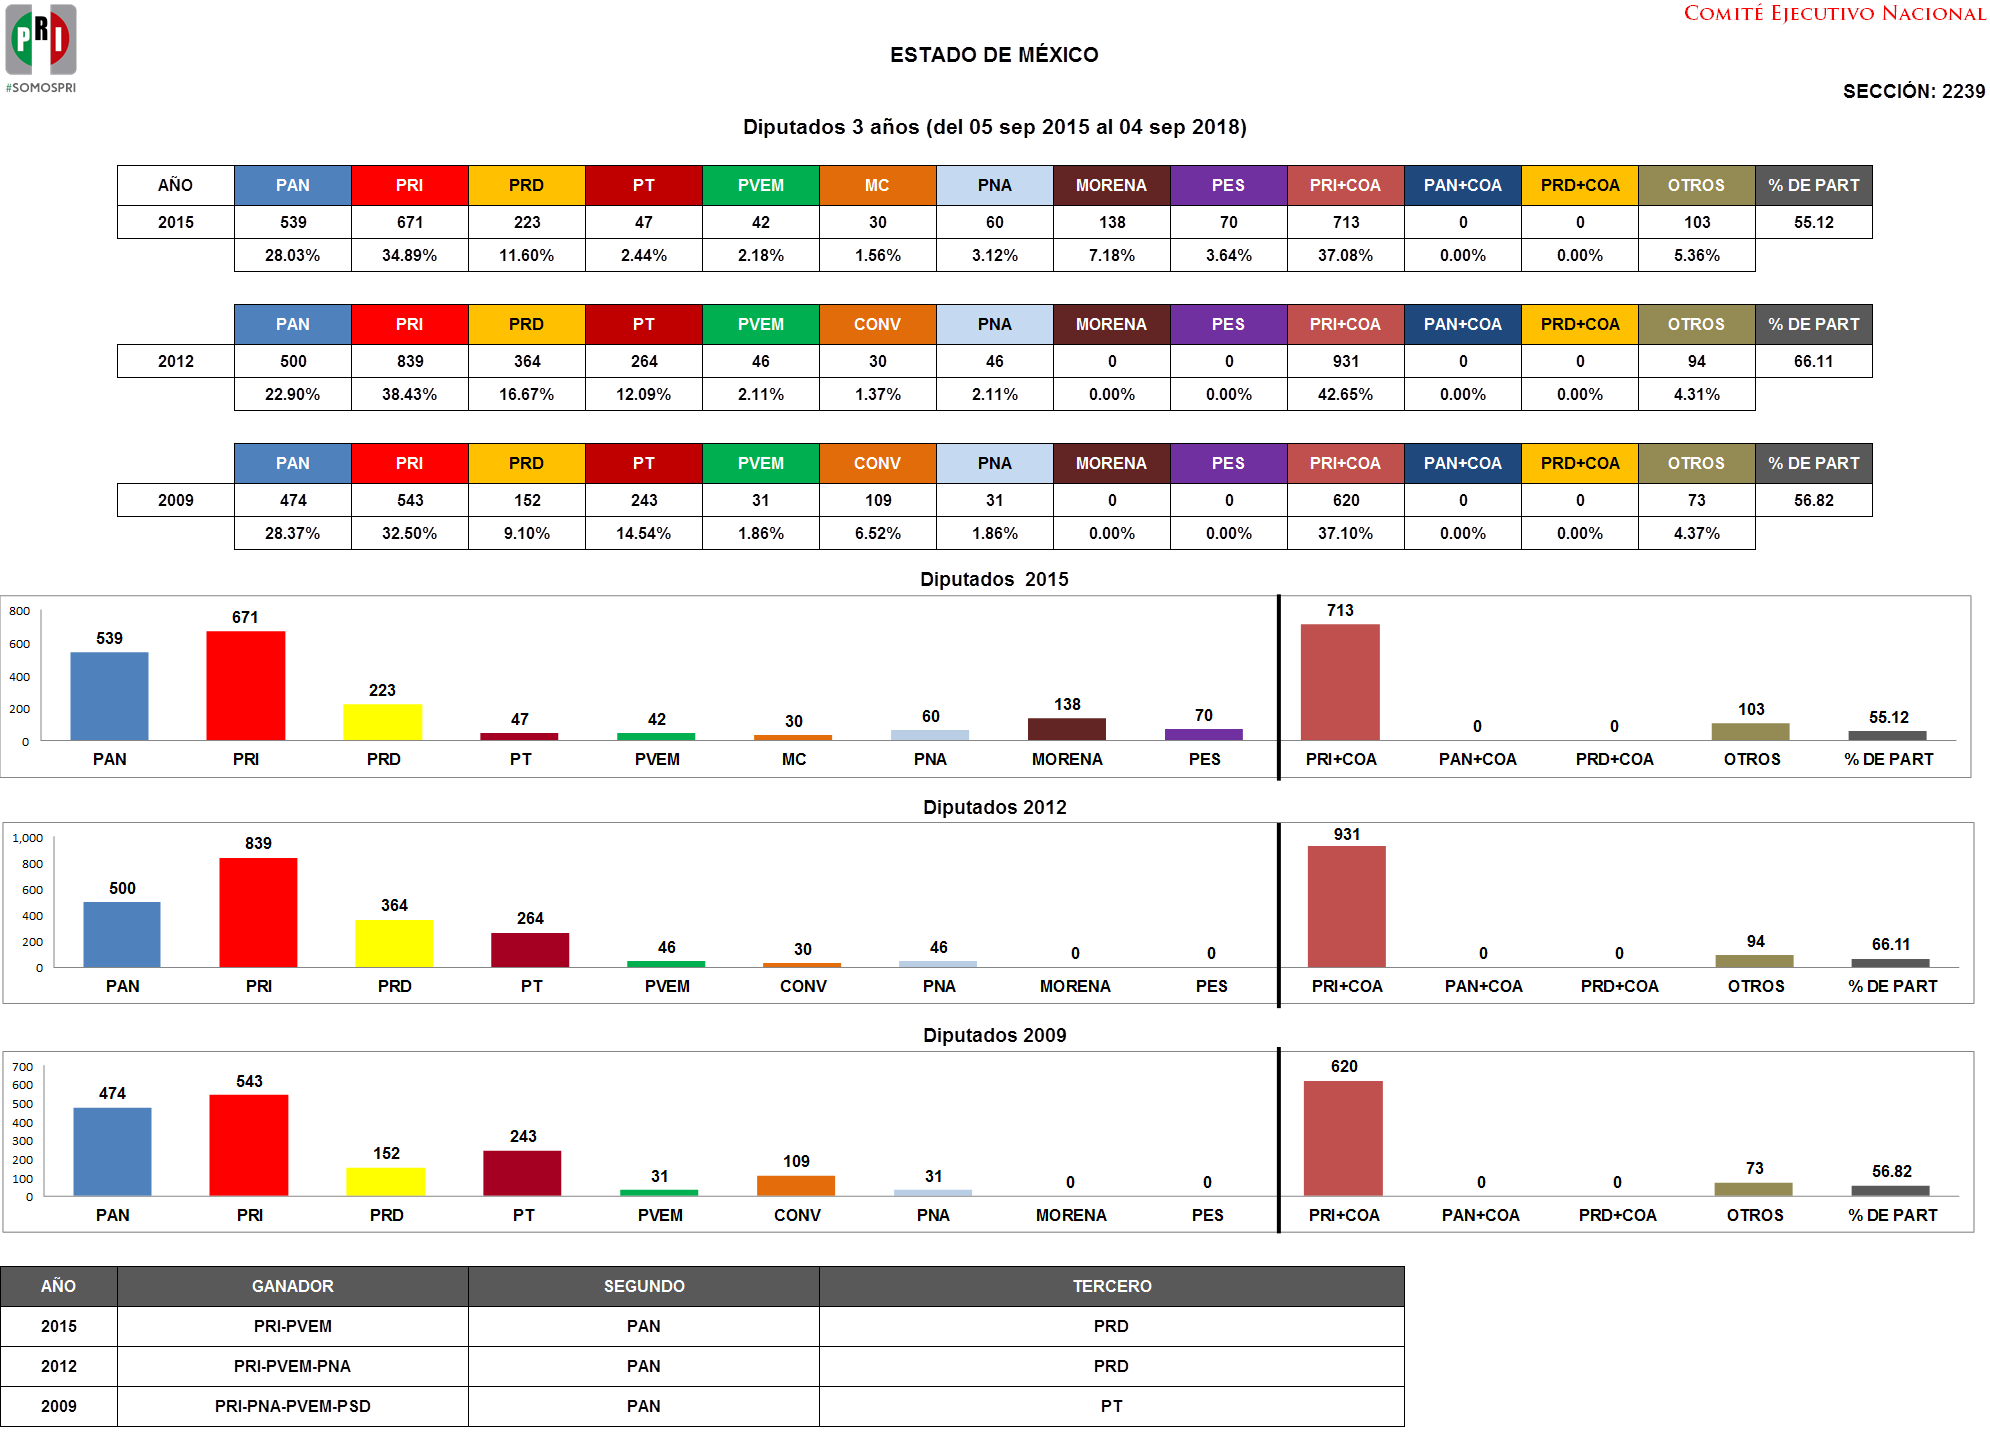 PRI
#SOMOSPRI
COMITÉ EJECUTIVO NACIONAL
ESTADO DE MÉXICO
SECCIÓN: 2239
Diputados 3 años (del 05 sep 2015 al 04 sep 2018)
AÑO PAN PRI PRD PT PVEM MC PNA MORENA PES PRI+COA PAN+COA PRD+COA OTROS % DE PART
2015 539 671 223 47 42 30 60 138 70 713 0 0 103 55.12
28.03% 34.89% 11.60% 2.44% 2.18% 1.56% 3.12% 7.18% 3.64% 37.08% 0.00% 0.00% 5.36%
PAN PRI PRD PT PVEM CONV PNA MORENA PES PRI+COA PAN+COA PRD+COA OTROS % DE PART
2012 500 839 364 264 46 30 46 0 0 931 0 0 94 66.11
22.90% 38.43% 16.67% 12.09% 2.11% 1.37% 2.11% 0.00% 0.00% 42.65% 0.00% 0.00% 4.31%
PAN PRI PRD PT PVEM CONV PNA MORENA PES PRI+COA PAN+COA PRD+COA OTROS % DE PART
2009 474 543 152 243 31 109 31 0 0 620 0 0 73 56.82
28.37% 32.50% 9.10% 14.54% 1.86% 6.52% 1.86% 0.00% 0.00% 37.10% 0.00% 0.00% 4.37%
Diputados 2015
800
600
400
200
0
539 671 223 47 42 30 60 138 70 713 0 0 103 55.12
PAN PRI PRD PT PVEM MC PNA MORENA PES PRI+COA PAN+COA PRD+COA OTROS % DE PART
Diputados 2012
1,000
800
600
400
200
0
500 839 364 264 46 30 46 0 0 931 0 0 94 66.11
PAN PRI PRD PT PVEM CONV PNA MORENA PES PRI+COA PAN+COA PRD+COA OTROS % DE PART
Diputados 2009
700
600
500
400
300
200
100
0
474 543 152 243 31 109 31 0 0 620 0 0 73 56.82
PAN PRI PRD PT PVEM CONV PNA MORENA PES PRI+COA PAN+COA PRD+COA OTROS % DE PART
AÑO GANADOR SEGUNDO TERCERO
2015 PRI-PVEM PAN PRD
2012 PRI-PVEM-PNA PAN PRD
2009 PRI-PNA-PVEM-PSD PAN PT